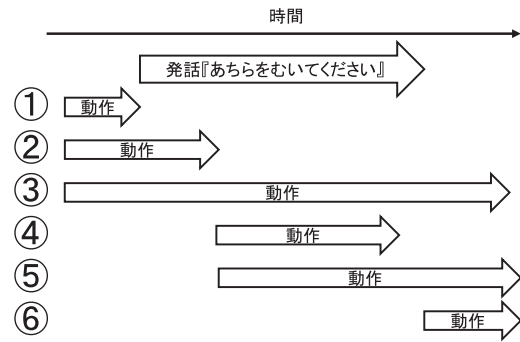 時間
発話『あちらをむいてください』
① 動作
② 動作
③ 動作
④ 動作
⑤ 動作
⑥ 動作